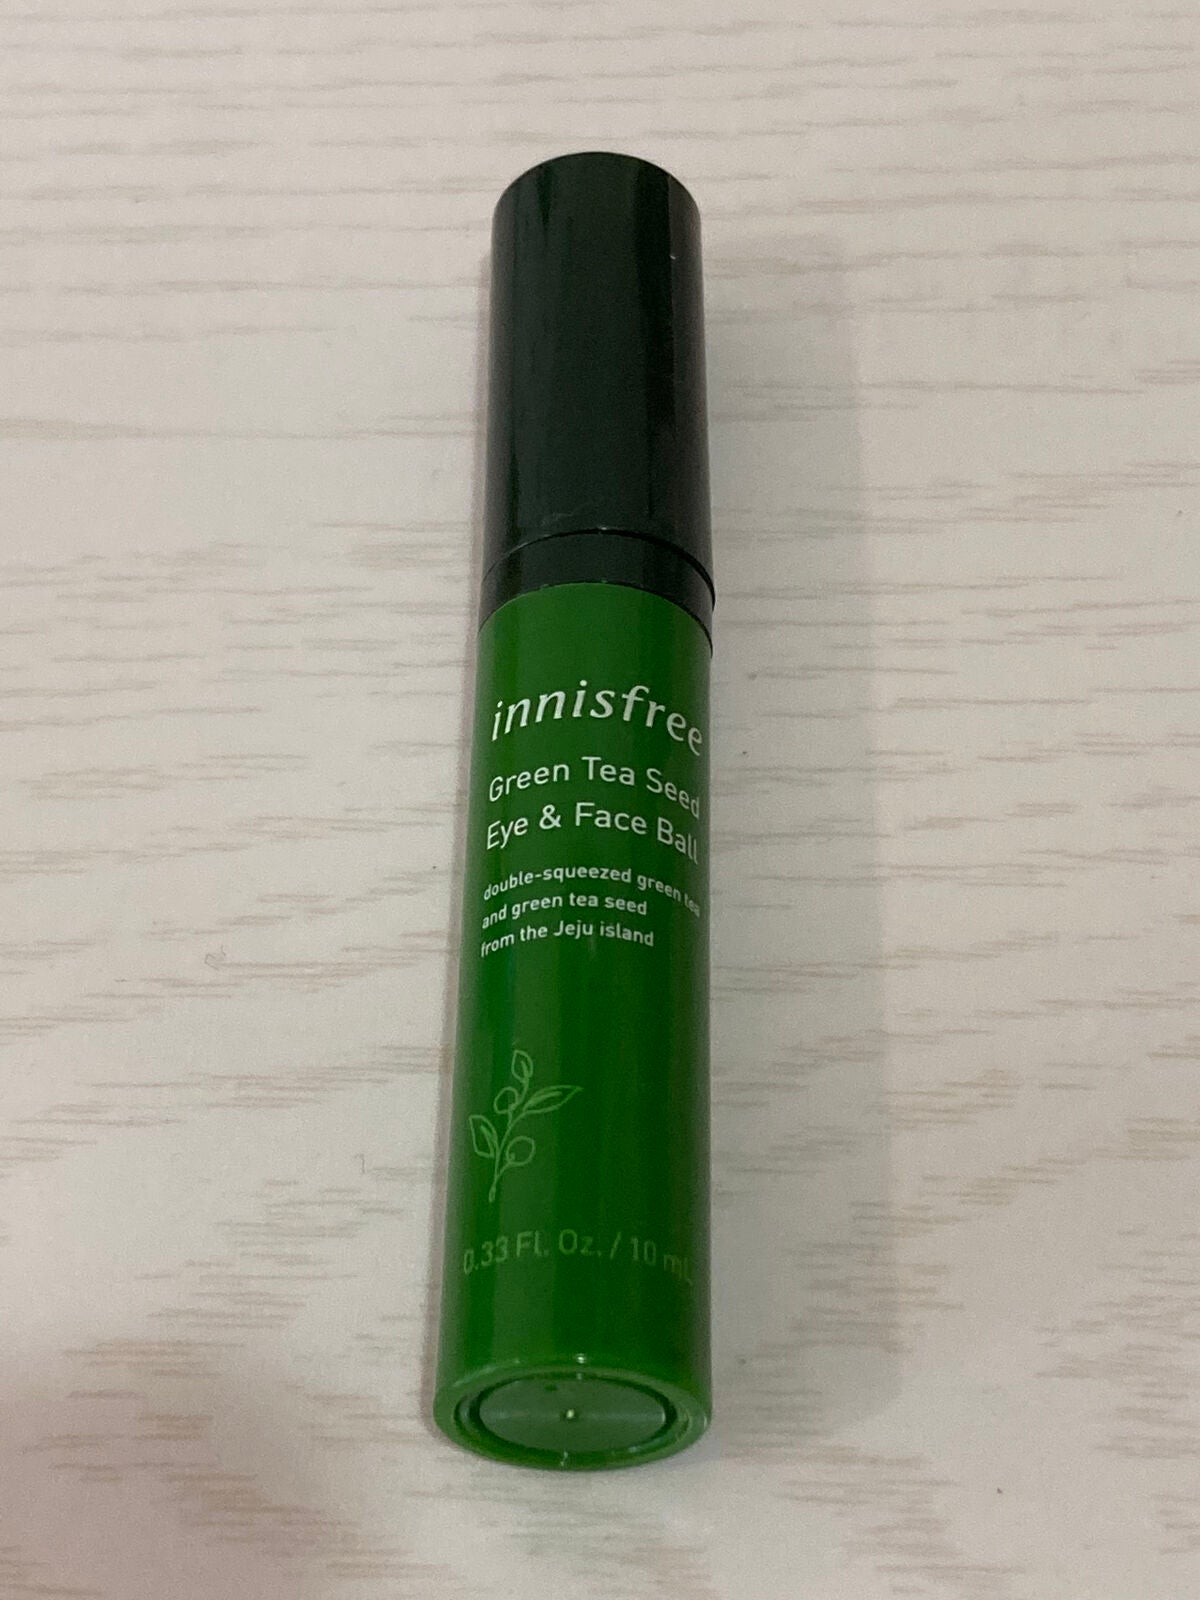 innisfree
Green Tea Seed
Eye & Face Ball
double-squeezed green tea
and green tea seed
from the Jeju island
0.33 Fl. Oz. / 10 mL